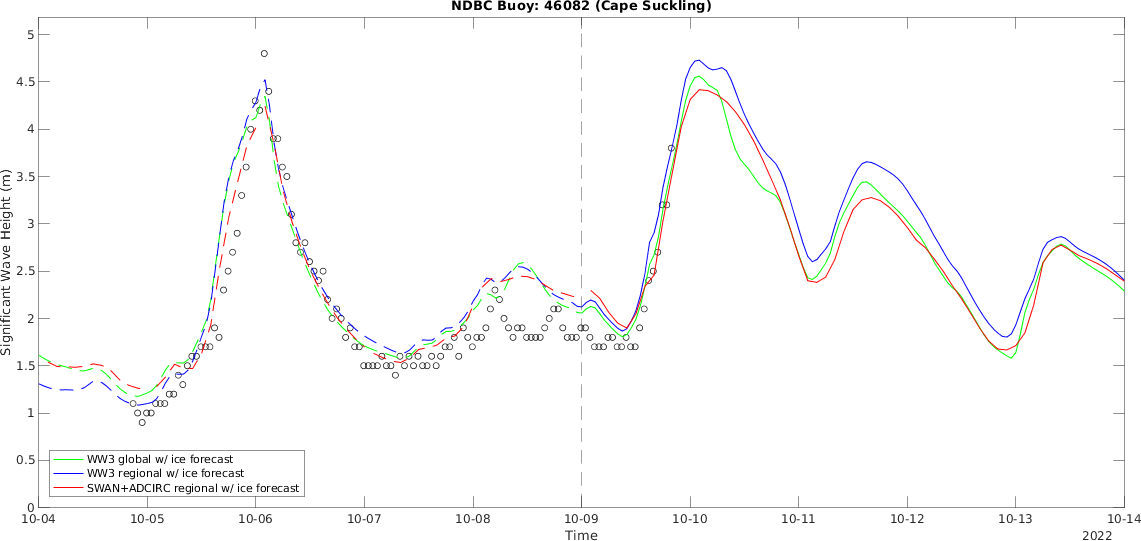 NDBC Buoy: 46082 (Cape Suckling)
5
4.5
4
3.5
3
2.5
2
1.5
1
0.5
0
Significant Wave Height (m)
WW3 global w/ ice forecast
WW3 regional w/ ice forecast
SWAN+ADCIRC regional w/ ice forecast
10-04 10-05 10-06 10-07 10-08 10-09 10-10 10-11 10-12 10-13 10-14
Time
2022